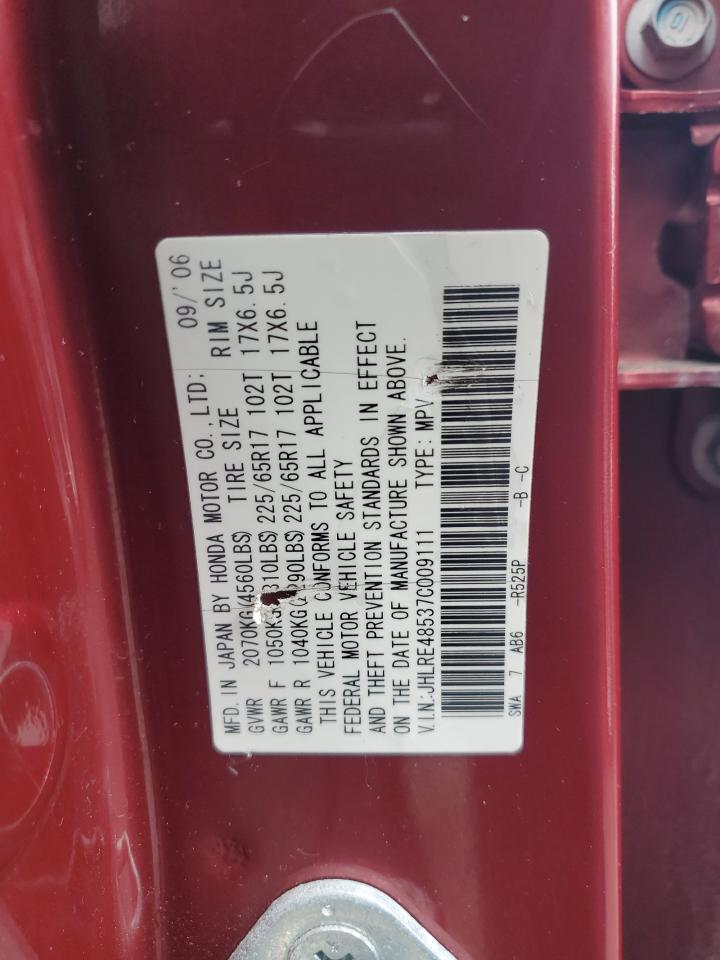 MFD. IN JAPAN BY HONDA MOTOR CO., LTD; 09/'06
TIRE SIZE RIM SIZE
GVWR 2070KG(4560LBS)
GAWR F 1050KG 310LBS) 225/65R17 102T 17X6.5J
GAWR R 1040KG 290LBS) 225/65R17 102T 17X6.5J
THIS VEHICLE CONFORMS TO ALL APPLICABLE
FEDERAL MOTOR VEHICLE SAFETY
AND THEFT PREVENTION STANDARDS IN EFFECT
ON THE DATE OF MANUFACTURE SHOWN ABOVE.
V.I.N.:JHLRE48537C009111 TYPE: MPV
SWA 7 AB6 -R525P -B -C